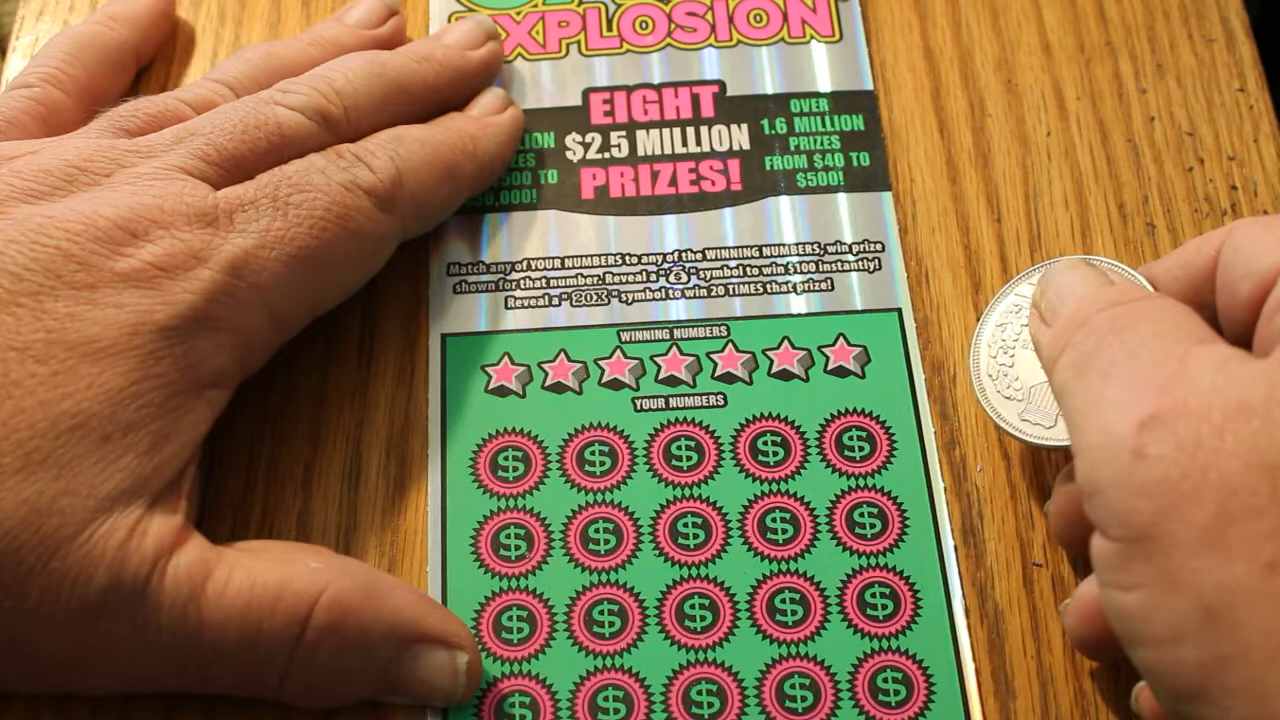 EXPLOSION
EIGHT
$2.5 MILLION
PRIZES!
OVER
1.6 MILLION
PRIZES
FROM $40 TO
$500!
Match any of YOUR NUMBERS to any of the WINNING NUMBERS, win prize
shown for that number. Reveal a "$" symbol to win $100 instantly!
Reveal a "20X" symbol to win 20 TIMES that prize!
WINNING NUMBERS
YOUR NUMBERS
$ $ $ $ $
$ $ $ $ $
$ $ $ $ $
$ $ $ $ $